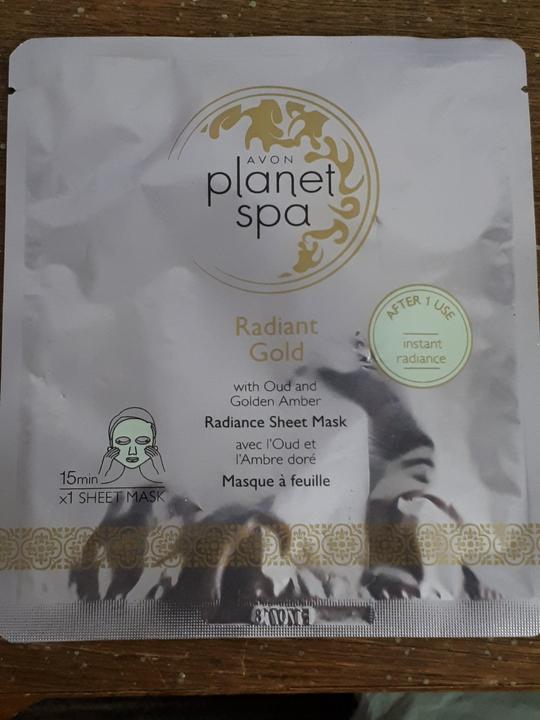 AVON
planet
spa
Radiant
Gold
AFTER 1 USE
instant
radiance
with Oud and
Golden Amber
Radiance Sheet Mask
avec l'Oud et
l'Ambre doré
Masque à feuille
15min
x1 SHEET MASK